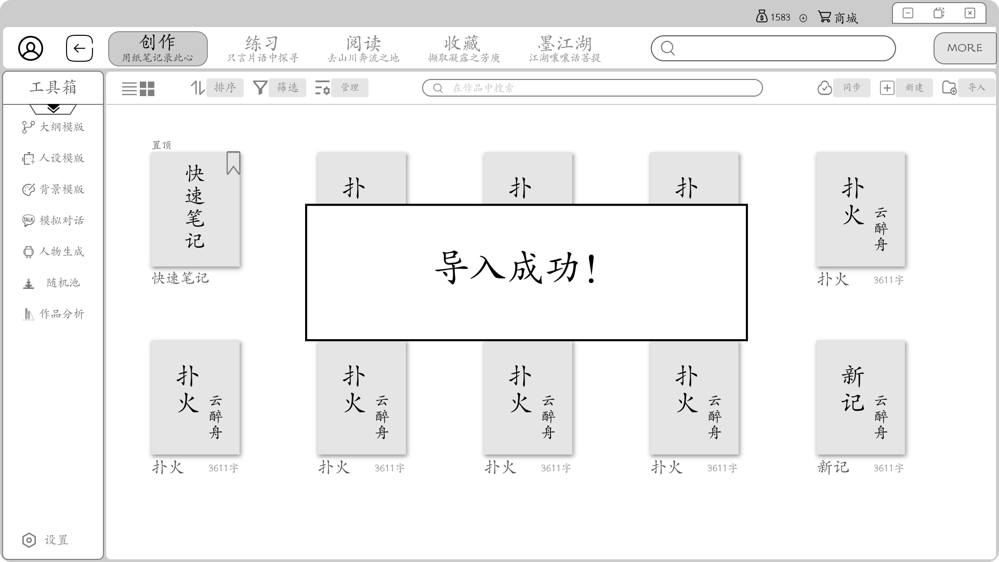 1583
商城
创作
用纸笔记录此心
练习
只言片语中探寻
阅读
去山川奔流之地
收藏
撷取凝露之芳庾
墨江湖
江湖嚷嚷话菩提
MORE
工具箱
排序
筛选
管理
在作品中搜索
同步
新建
导入
大纲模版
人设模版
背景模版
TALK
模拟对话
人物生成
随机池
作品分析
设置
置顶
快速笔记
快速笔记
扑
扑
扑
扑火
云醉舟
扑火
3611字
导入成功!
扑火
云醉舟
扑火
3611字
扑火
云醉舟
扑火
3611字
扑火
云醉舟
扑火
3611字
扑火
云醉舟
扑火
3611字
新记
云醉舟
新记
3611字